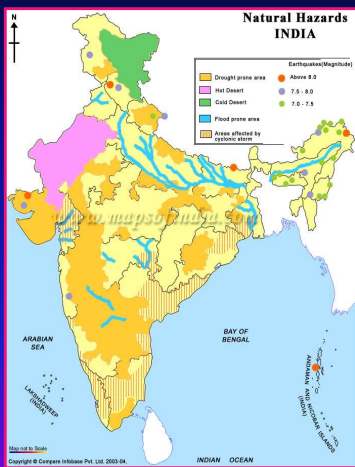 Natural Hazards
INDIA
N
Earthquakes(Magnitude)
Drought prone area
Hot Desert
Cold Desert
Flood prone area
Areas affected by
cyclonic storm
Above 8.0
7.5 - 8.0
7.0 - 7.5
www.mapsofindia.com
ARABIAN
SEA
BAY OF
BENGAL
LAKSHADWEEP
(INDIA)
ANDAMAN AND NICOBAR ISLANDS
(INDIA)
Map not to Scale
Copyright © Compare Infobase Pvt. Ltd. 2003-04.
INDIAN OCEAN